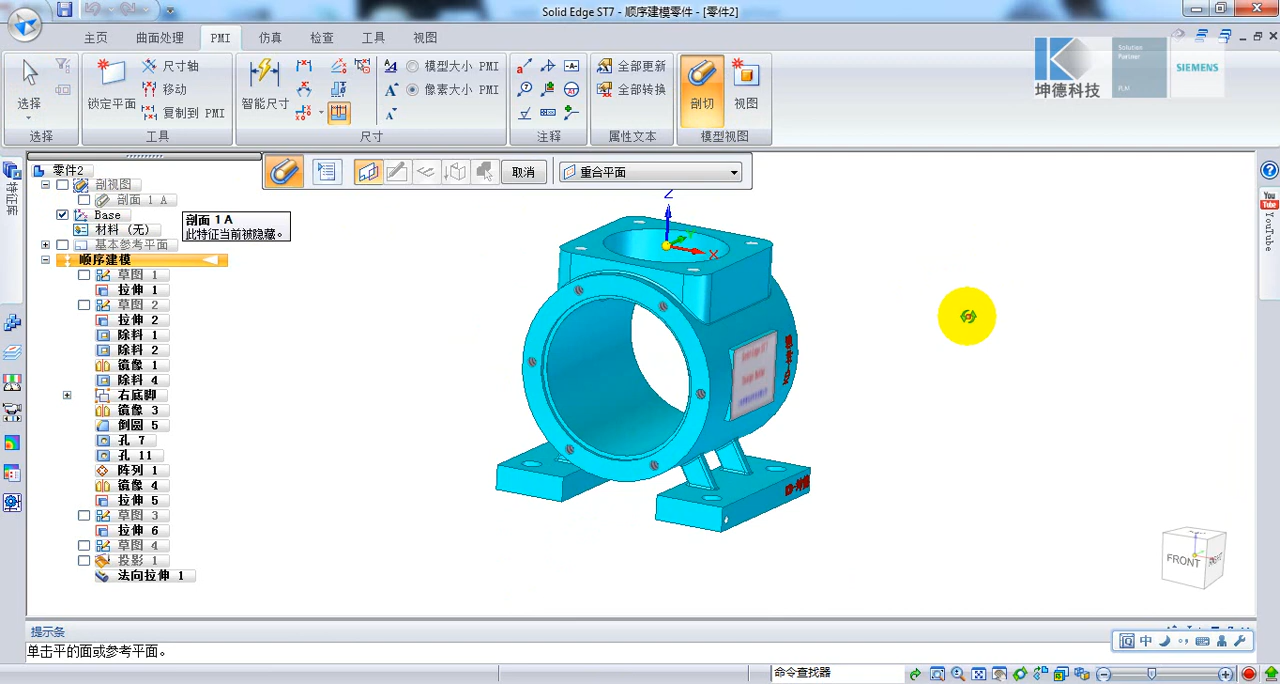 Solid Edge ST7 - 顺序建模零件 - [零件2]
主页 曲面处理 PMI 仿真 检查 工具 视图
选择
锁定平面
尺寸轴
移动
复制到 PMI
智能尺寸
模型大小 PMI
像素大小 PMI
全部更新
全部转换
剖切
视图
选择 工具 尺寸 注释 属性文本 模型视图
坤德科技
Solution
Partner
PLM
SIEMENS
取消
重合平面
特征库
零件2
剖视图
剖面 1 A
Base
材料 (无)
基本参考平面
顺序建模
草图 1
拉伸 1
草图 2
拉伸 2
除料 1
除料 2
镜像 1
除料 4
右底脚
镜像 3
倒圆 5
孔 7
孔 11
阵列 1
镜像 4
拉伸 5
草图 3
拉伸 6
草图 4
投影 1
法向拉伸 1
剖面 1 A
此特征当前被隐藏。
Z
X
FRONT
You
Tube
YouTube
提示条
单击平的面或参考平面。
中
命令查找器